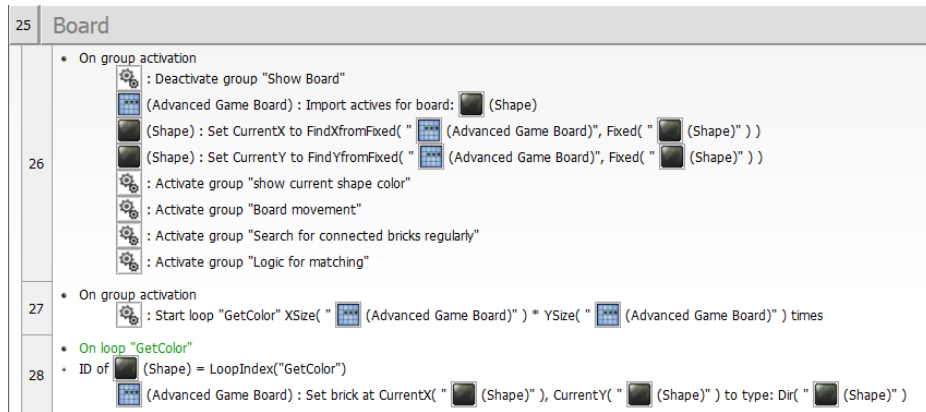 25 Board
• On group activation
: Deactivate group "Show Board"
(Advanced Game Board) : Import actives for board: (Shape)
(Shape) : Set CurrentX to FindXfromFixed( " (Advanced Game Board)", Fixed( " (Shape)" ) )
(Shape) : Set CurrentY to FindYfromFixed( " (Advanced Game Board)", Fixed( " (Shape)" ) )
26
: Activate group "show current shape color"
: Activate group "Board movement"
: Activate group "Search for connected bricks regularly"
: Activate group "Logic for matching"
• On group activation
27
: Start loop "GetColor" XSize( " (Advanced Game Board)" ) * YSize( " (Advanced Game Board)" ) times
• On loop "GetColor"
28
+ ID of (Shape) = LoopIndex("GetColor")
(Advanced Game Board) : Set brick at CurrentX( " (Shape)" ), CurrentY( " (Shape)" ) to type: Dir( " (Shape)" )